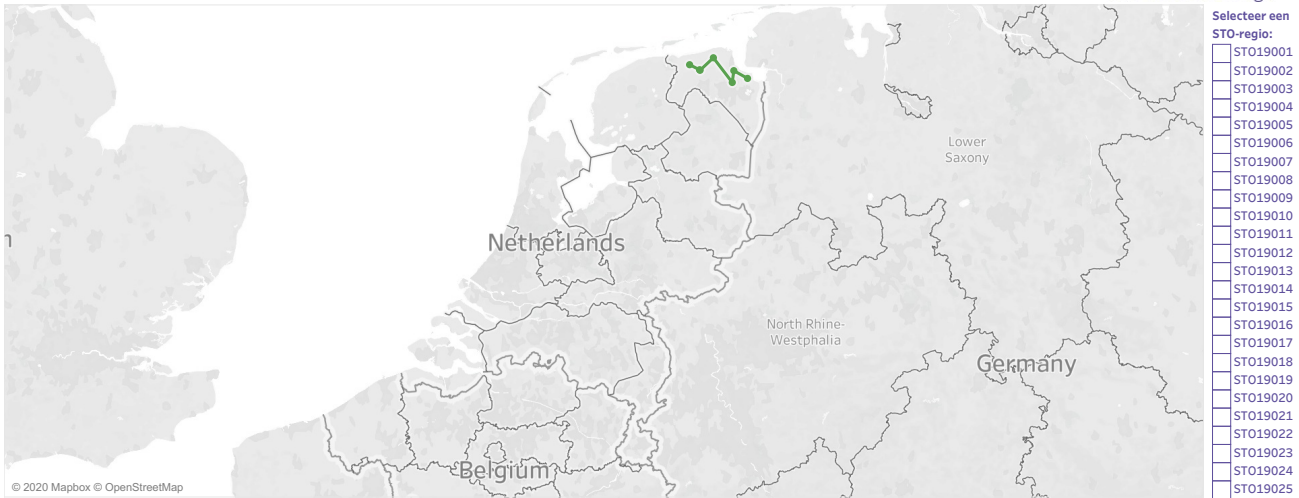 Selecteer een
STO-regio:
STO19001
STO19002
STO19003
STO19004
STO19005
STO19006
STO19007
STO19008
STO19009
STO19010
STO19011
STO19012
STO19013
STO19014
STO19015
STO19016
STO19017
STO19018
STO19019
STO19020
STO19021
STO19022
STO19023
STO19024
STO19025
Lower
Saxony
Netherlands
North Rhine-
Westphalia
Germany
Belgium
© 2020 Mapbox © OpenStreetMap